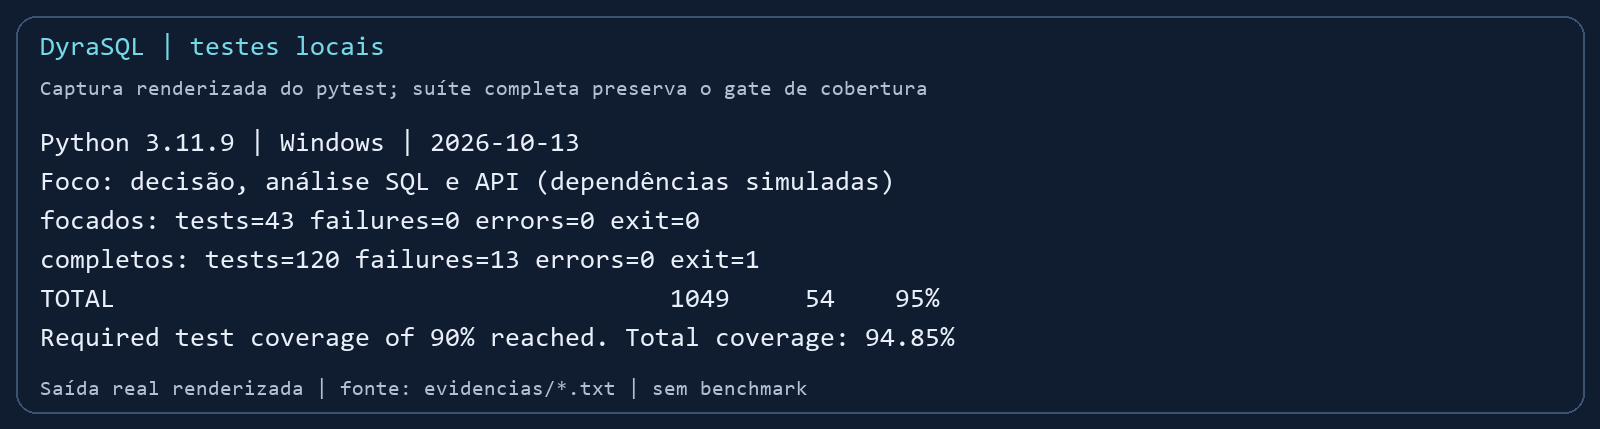 DyraSQL | testes locais
Captura renderizada do pytest; suíte completa preserva o gate de cobertura
Python 3.11.9 | Windows | 2026-10-13
Foco: decisão, análise SQL e API (dependências simuladas)
focados: tests=43 failures=0 errors=0 exit=0
completos: tests=120 failures=13 errors=0 exit=1
TOTAL 1049 54 95%
Required test coverage of 90% reached. Total coverage: 94.85%
Saída real renderizada | fonte: evidencias/*.txt | sem benchmark